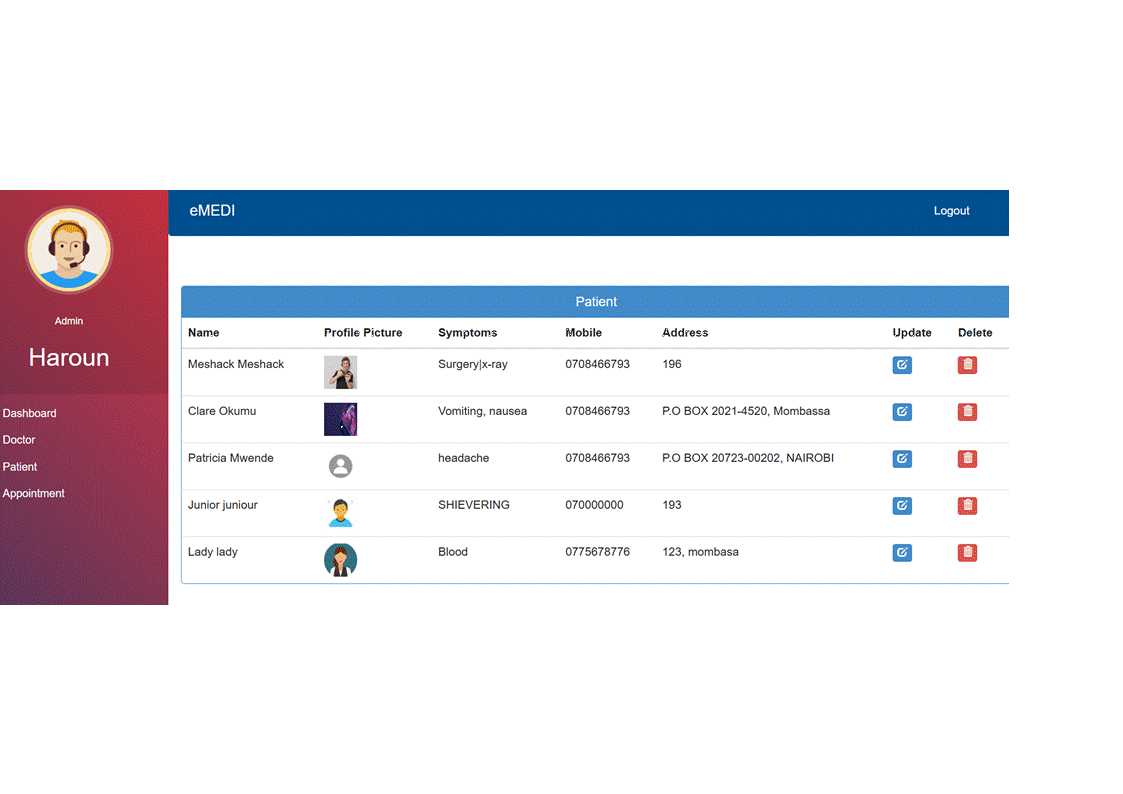 eMEDI Logout
Admin
Haroun
Dashboard
Doctor
Patient
Appointment
Patient
Name Profile Picture Symptoms Mobile Address Update Delete
Meshack Meshack Surgery|x-ray 0708466793 196
Clare Okumu Vomiting, nausea 0708466793 P.O BOX 2021-4520, Mombassa
Patricia Mwende headache 0708466793 P.O BOX 20723-00202, NAIROBI
Junior juniour SHIEVERING 070000000 193
Lady lady Blood 0775678776 123, mombasa